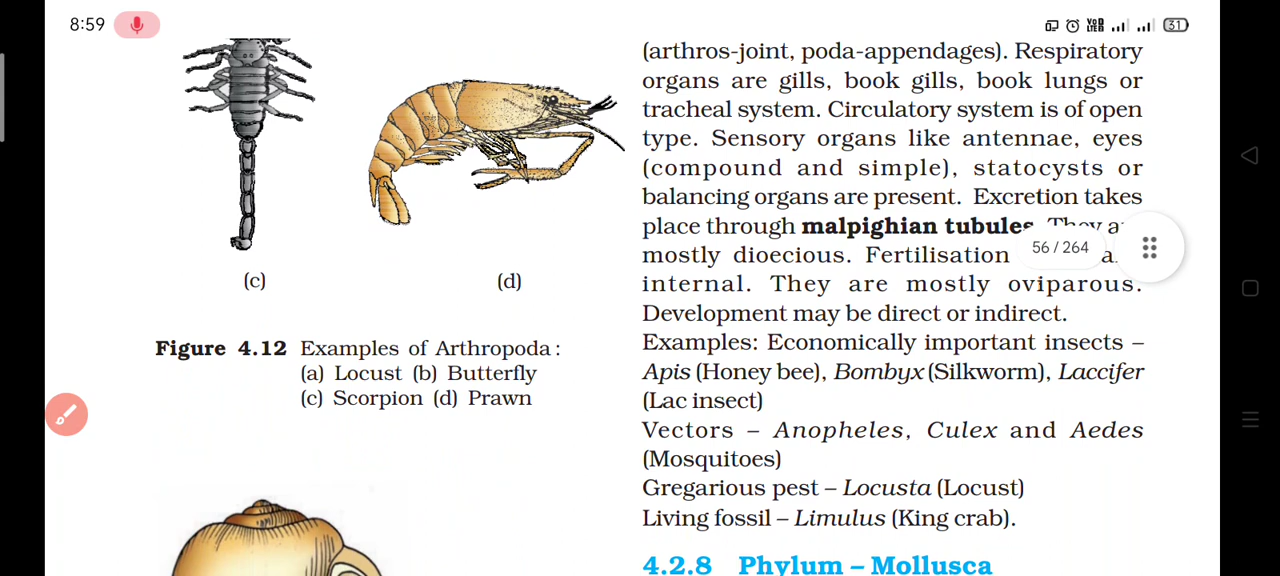 8:59
VoD LTE
31
(c)
(d)
Figure 4.12 Examples of Arthropoda :
(a) Locust (b) Butterfly
(c) Scorpion (d) Prawn
(arthros-joint, poda-appendages). Respiratory
organs are gills, book gills, book lungs or
tracheal system. Circulatory system is of open
type. Sensory organs like antennae, eyes
(compound and simple), statocysts or
balancing organs are present. Excretion takes
place through malpighian tubules. They
56 / 264
mostly dioecious. Fertilisation
internal. They are mostly oviparous.
Development may be direct or indirect.
Examples: Economically important insects –
Apis (Honey bee), Bombyx (Silkworm), Laccifer
(Lac insect)
Vectors – Anopheles, Culex and Aedes
(Mosquitoes)
Gregarious pest – Locusta (Locust)
Living fossil – Limulus (King crab).
4.2.8 Phylum – Mollusca